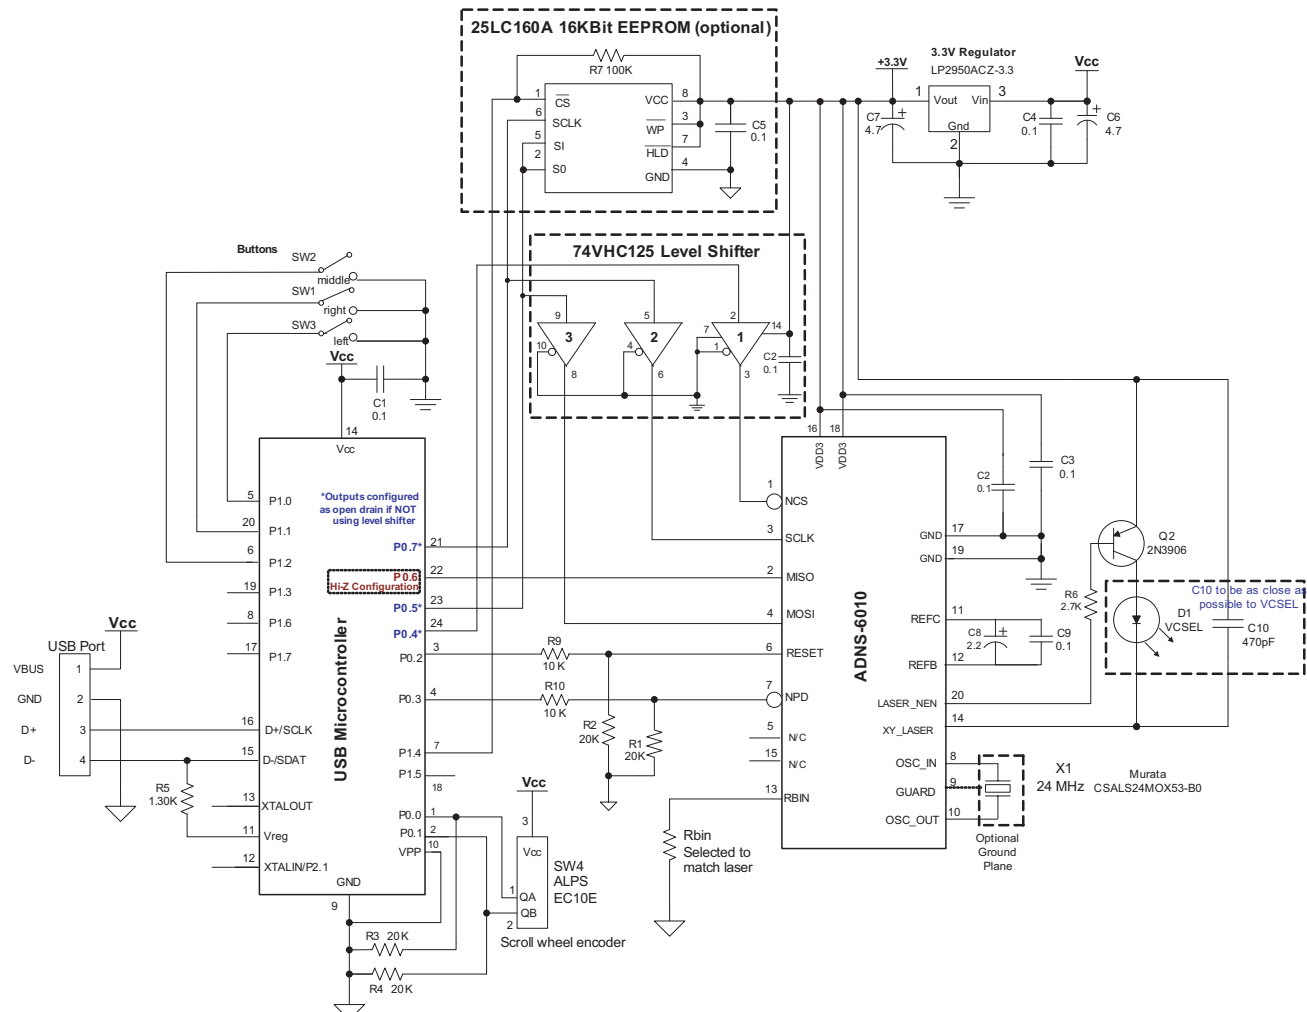 25LC160A 16KBit EEPROM (optional)
R7 100K
1
CS
6
SCLK
5
SI
2
S0
VCC
8
WP
3
HLD
7
GND
4
C5
0.1
+3.3V
C7
4.7
3.3V Regulator
LP2950ACZ-3.3
1
Vout
Vin
3
Gnd
2
Vcc
C4
0.1
C6
4.7
74VHC125 Level Shifter
9
3
10
8
5
2
4
6
2
7
1
1
14
3
C2
0.1
Buttons
SW2
middle
SW1
right
SW3
left
Vcc
C1
0.1
14
Vcc
USB Microcontroller
5
P1.0
20
P1.1
6
P1.2
19
P1.3
8
P1.6
17
P1.7
16
D+/SCLK
15
D-/SDAT
13
XTALOUT
11
Vreg
12
XTALIN/P2.1
GND
9
*Outputs configured
as open drain if NOT
using level shifter
P0.7*
21
P0.6
Hi-Z Configuration
22
P0.5*
23
P0.4*
24
P0.2
3
P0.3
4
P1.4
7
P1.5
18
P0.0
1
P0.1
2
VPP
10
Vcc
USB Port
VBUS
1
GND
2
D+
3
D-
4
R5
1.30K
R3 20K
R4 20K
Vcc
3
Vcc
1
QA
QB
2
SW4
ALPS
EC10E
Scroll wheel encoder
R9
10 K
R10
10 K
R2
20K
R1
20K
Rbin
Selected to
match laser
ADNS-6010
16
VDD3
18
VDD3
1
NCS
3
SCLK
2
MISO
4
MOSI
6
RESET
7
NPD
5
N/C
15
N/C
13
RBIN
GND
17
GND
19
REFC
11
REFB
12
LASER_NEN
20
XY_LASER
14
OSC_IN
8
GUARD
9
OSC_OUT
10
C2
0.1
C3
0.1
C8
2.2
C9
0.1
Q2
2N3906
R6
2.7K
C10 to be as close as
possible to VCSEL
D1
VCSEL
C10
470pF
X1
24 MHz
Murata
CSALS24MOX53-B0
Optional
Ground
Plane